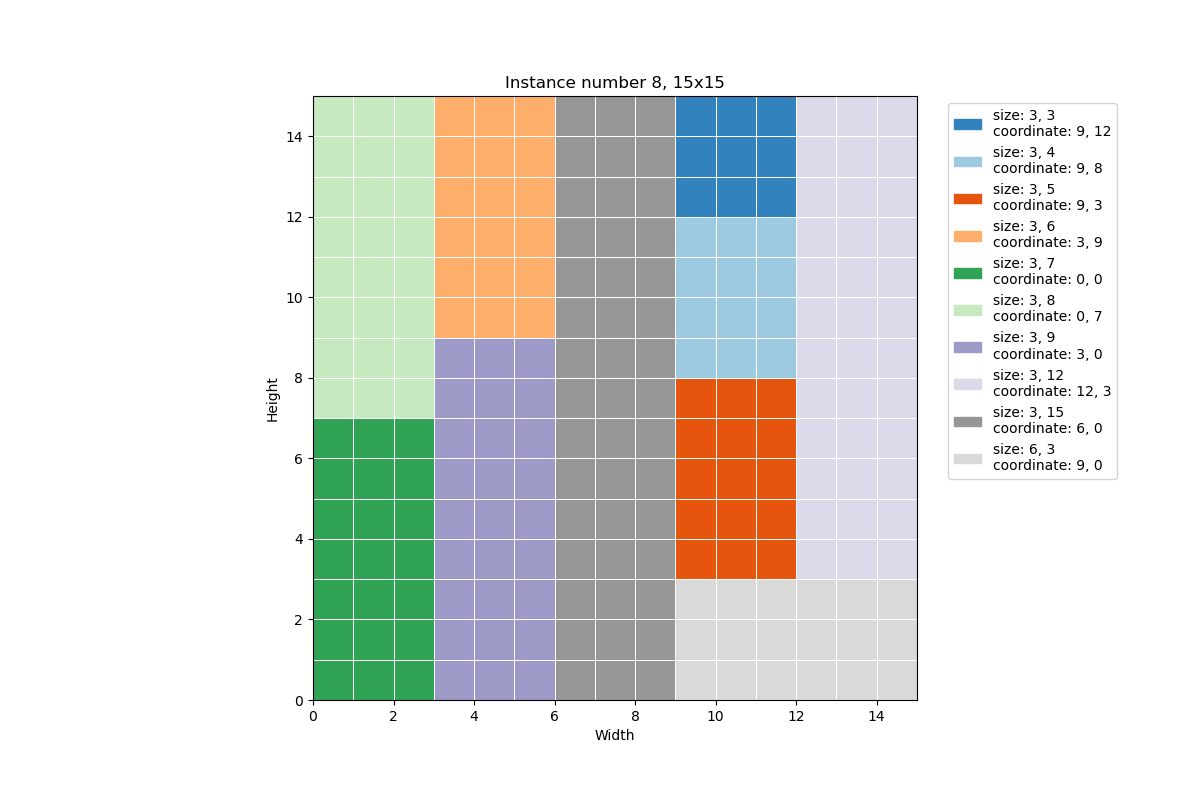 Instance number 8, 15x15
14
12
10
8
6
4
2
0
Height
0 2 4 6 8 10 12 14
Width
size: 3, 3
coordinate: 9, 12
size: 3, 4
coordinate: 9, 8
size: 3, 5
coordinate: 9, 3
size: 3, 6
coordinate: 3, 9
size: 3, 7
coordinate: 0, 0
size: 3, 8
coordinate: 0, 7
size: 3, 9
coordinate: 3, 0
size: 3, 12
coordinate: 12, 3
size: 3, 15
coordinate: 6, 0
size: 6, 3
coordinate: 9, 0